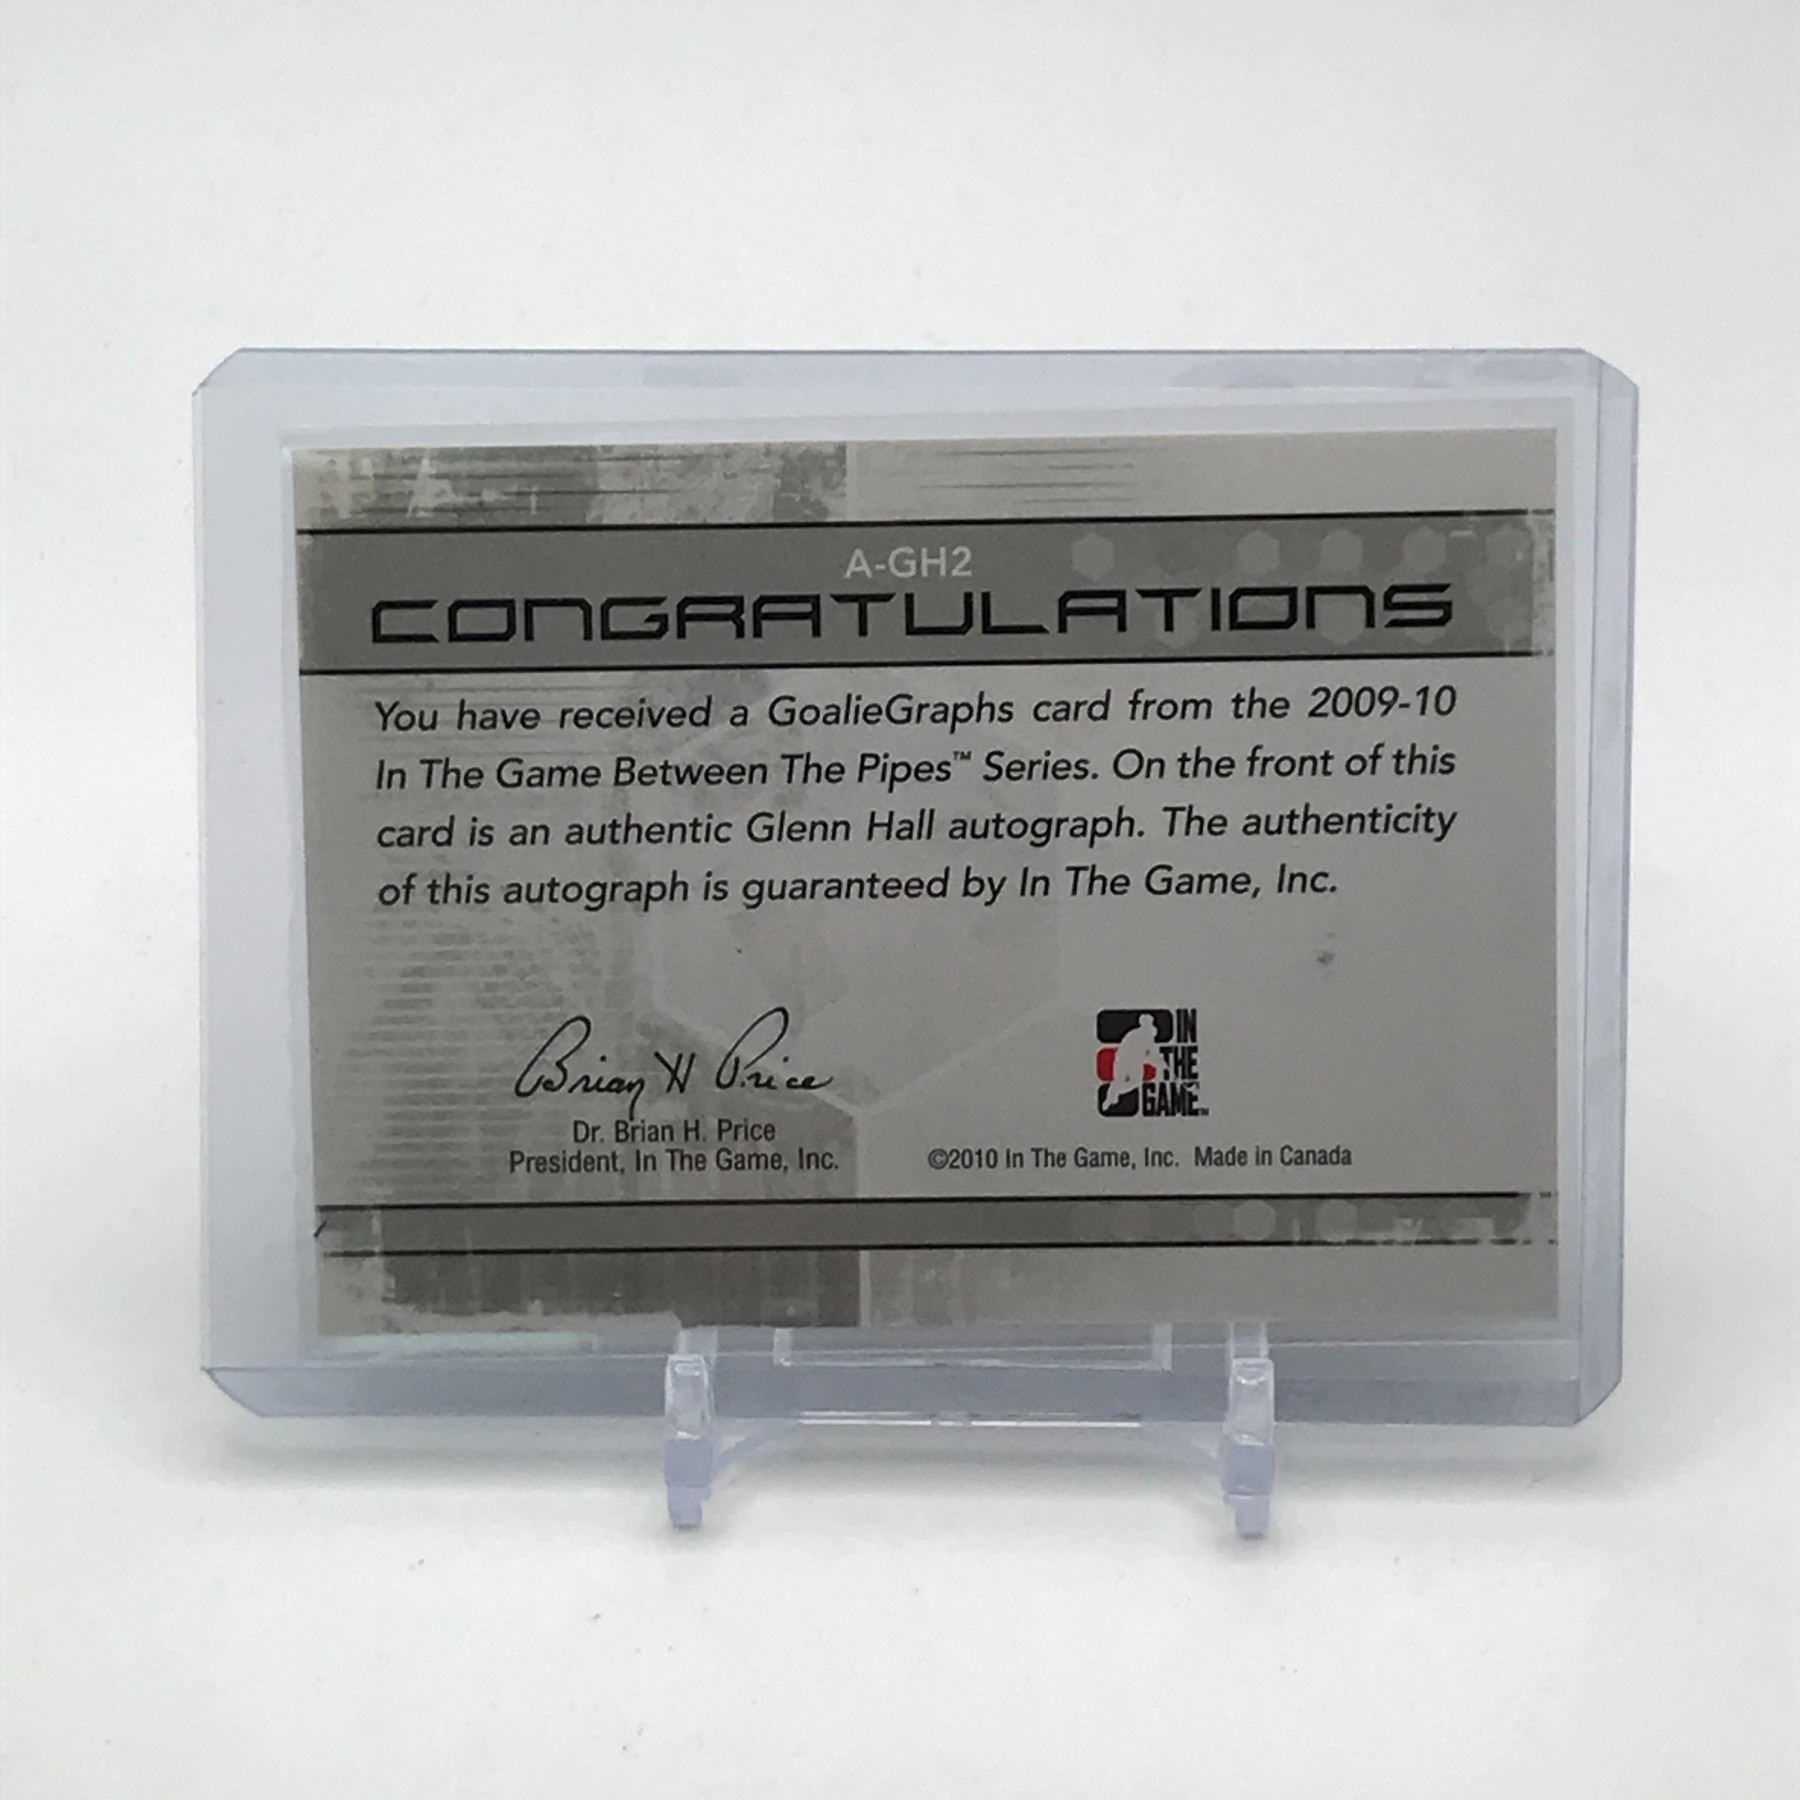 A-GH2
CONGRATULATIONS
You have received a GoalieGraphs card from the 2009-10
In The Game Between The Pipes™ Series. On the front of this
card is an authentic Glenn Hall autograph. The authenticity
of this autograph is guaranteed by In The Game, Inc.
Brian H Price
Dr. Brian H. Price
President, In The Game, Inc.
IN
THE
GAME™
©2010 In The Game, Inc. Made in Canada